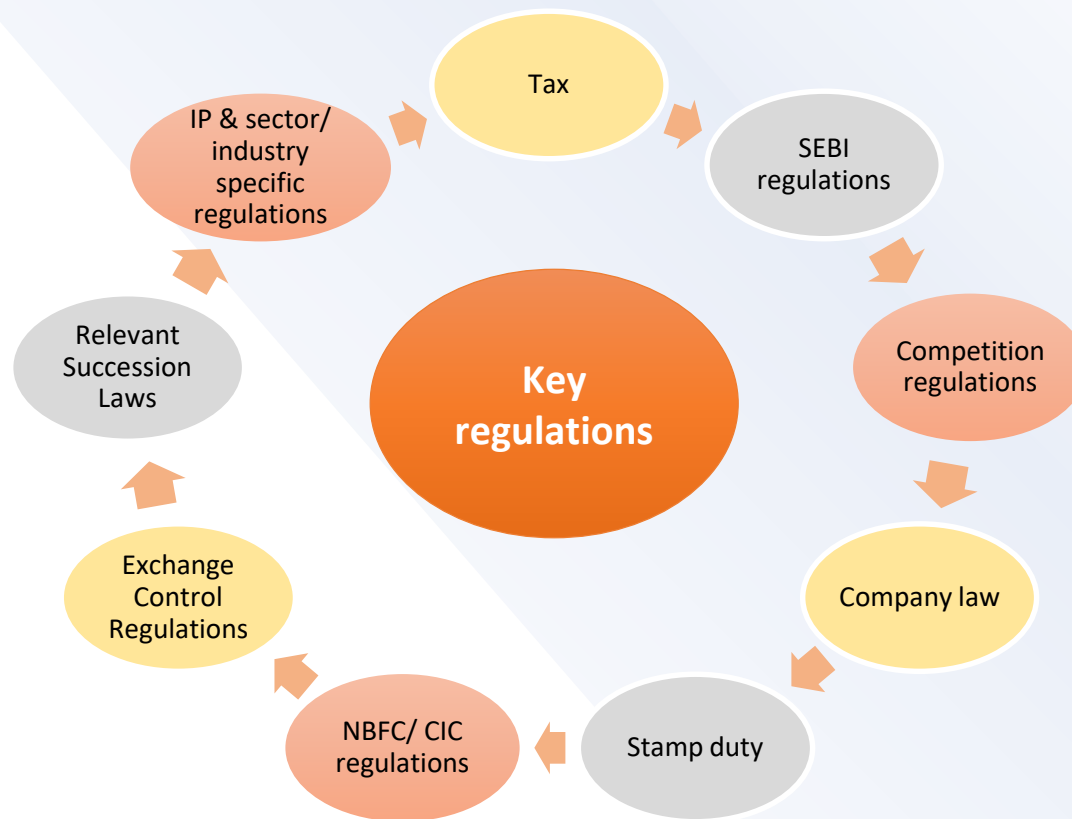 Tax
SEBI
regulations
Competition
regulations
Company law
Stamp duty
NBFC/ CIC
regulations
Exchange
Control
Regulations
Relevant
Succession
Laws
IP & sector/
industry
specific
regulations
Key
regulations